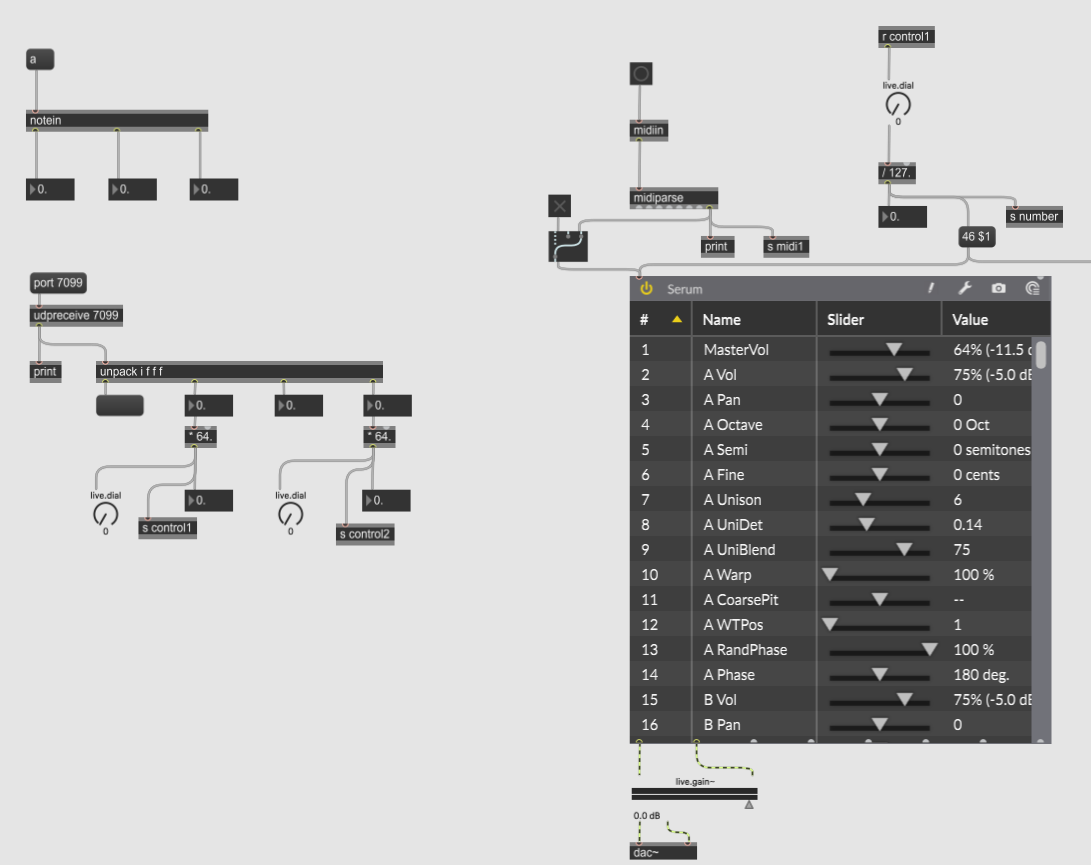 a
notein
0.
0.
0.
port 7099
udpreceive 7099
print
unpack i f f f
0.
0.
0.
* 64.
* 64.
live.dial
0
0.
s control1
live.dial
0
0.
s control2
midiin
midiparse
print
s midi1
r control1
live.dial
0
/ 127.
0.
s number
46 $1
Serum
# Name Slider Value
1 MasterVol 64% (-11.5 d
2 A Vol 75% (-5.0 dB
3 A Pan 0
4 A Octave 0 Oct
5 A Semi 0 semitones
6 A Fine 0 cents
7 A Unison 6
8 A UniDet 0.14
9 A UniBlend 75
10 A Warp 100 %
11 A CoarsePit --
12 A WTPos 1
13 A RandPhase 100 %
14 A Phase 180 deg.
15 B Vol 75% (-5.0 dB
16 B Pan 0
live.gain~
0.0 dB
dac~